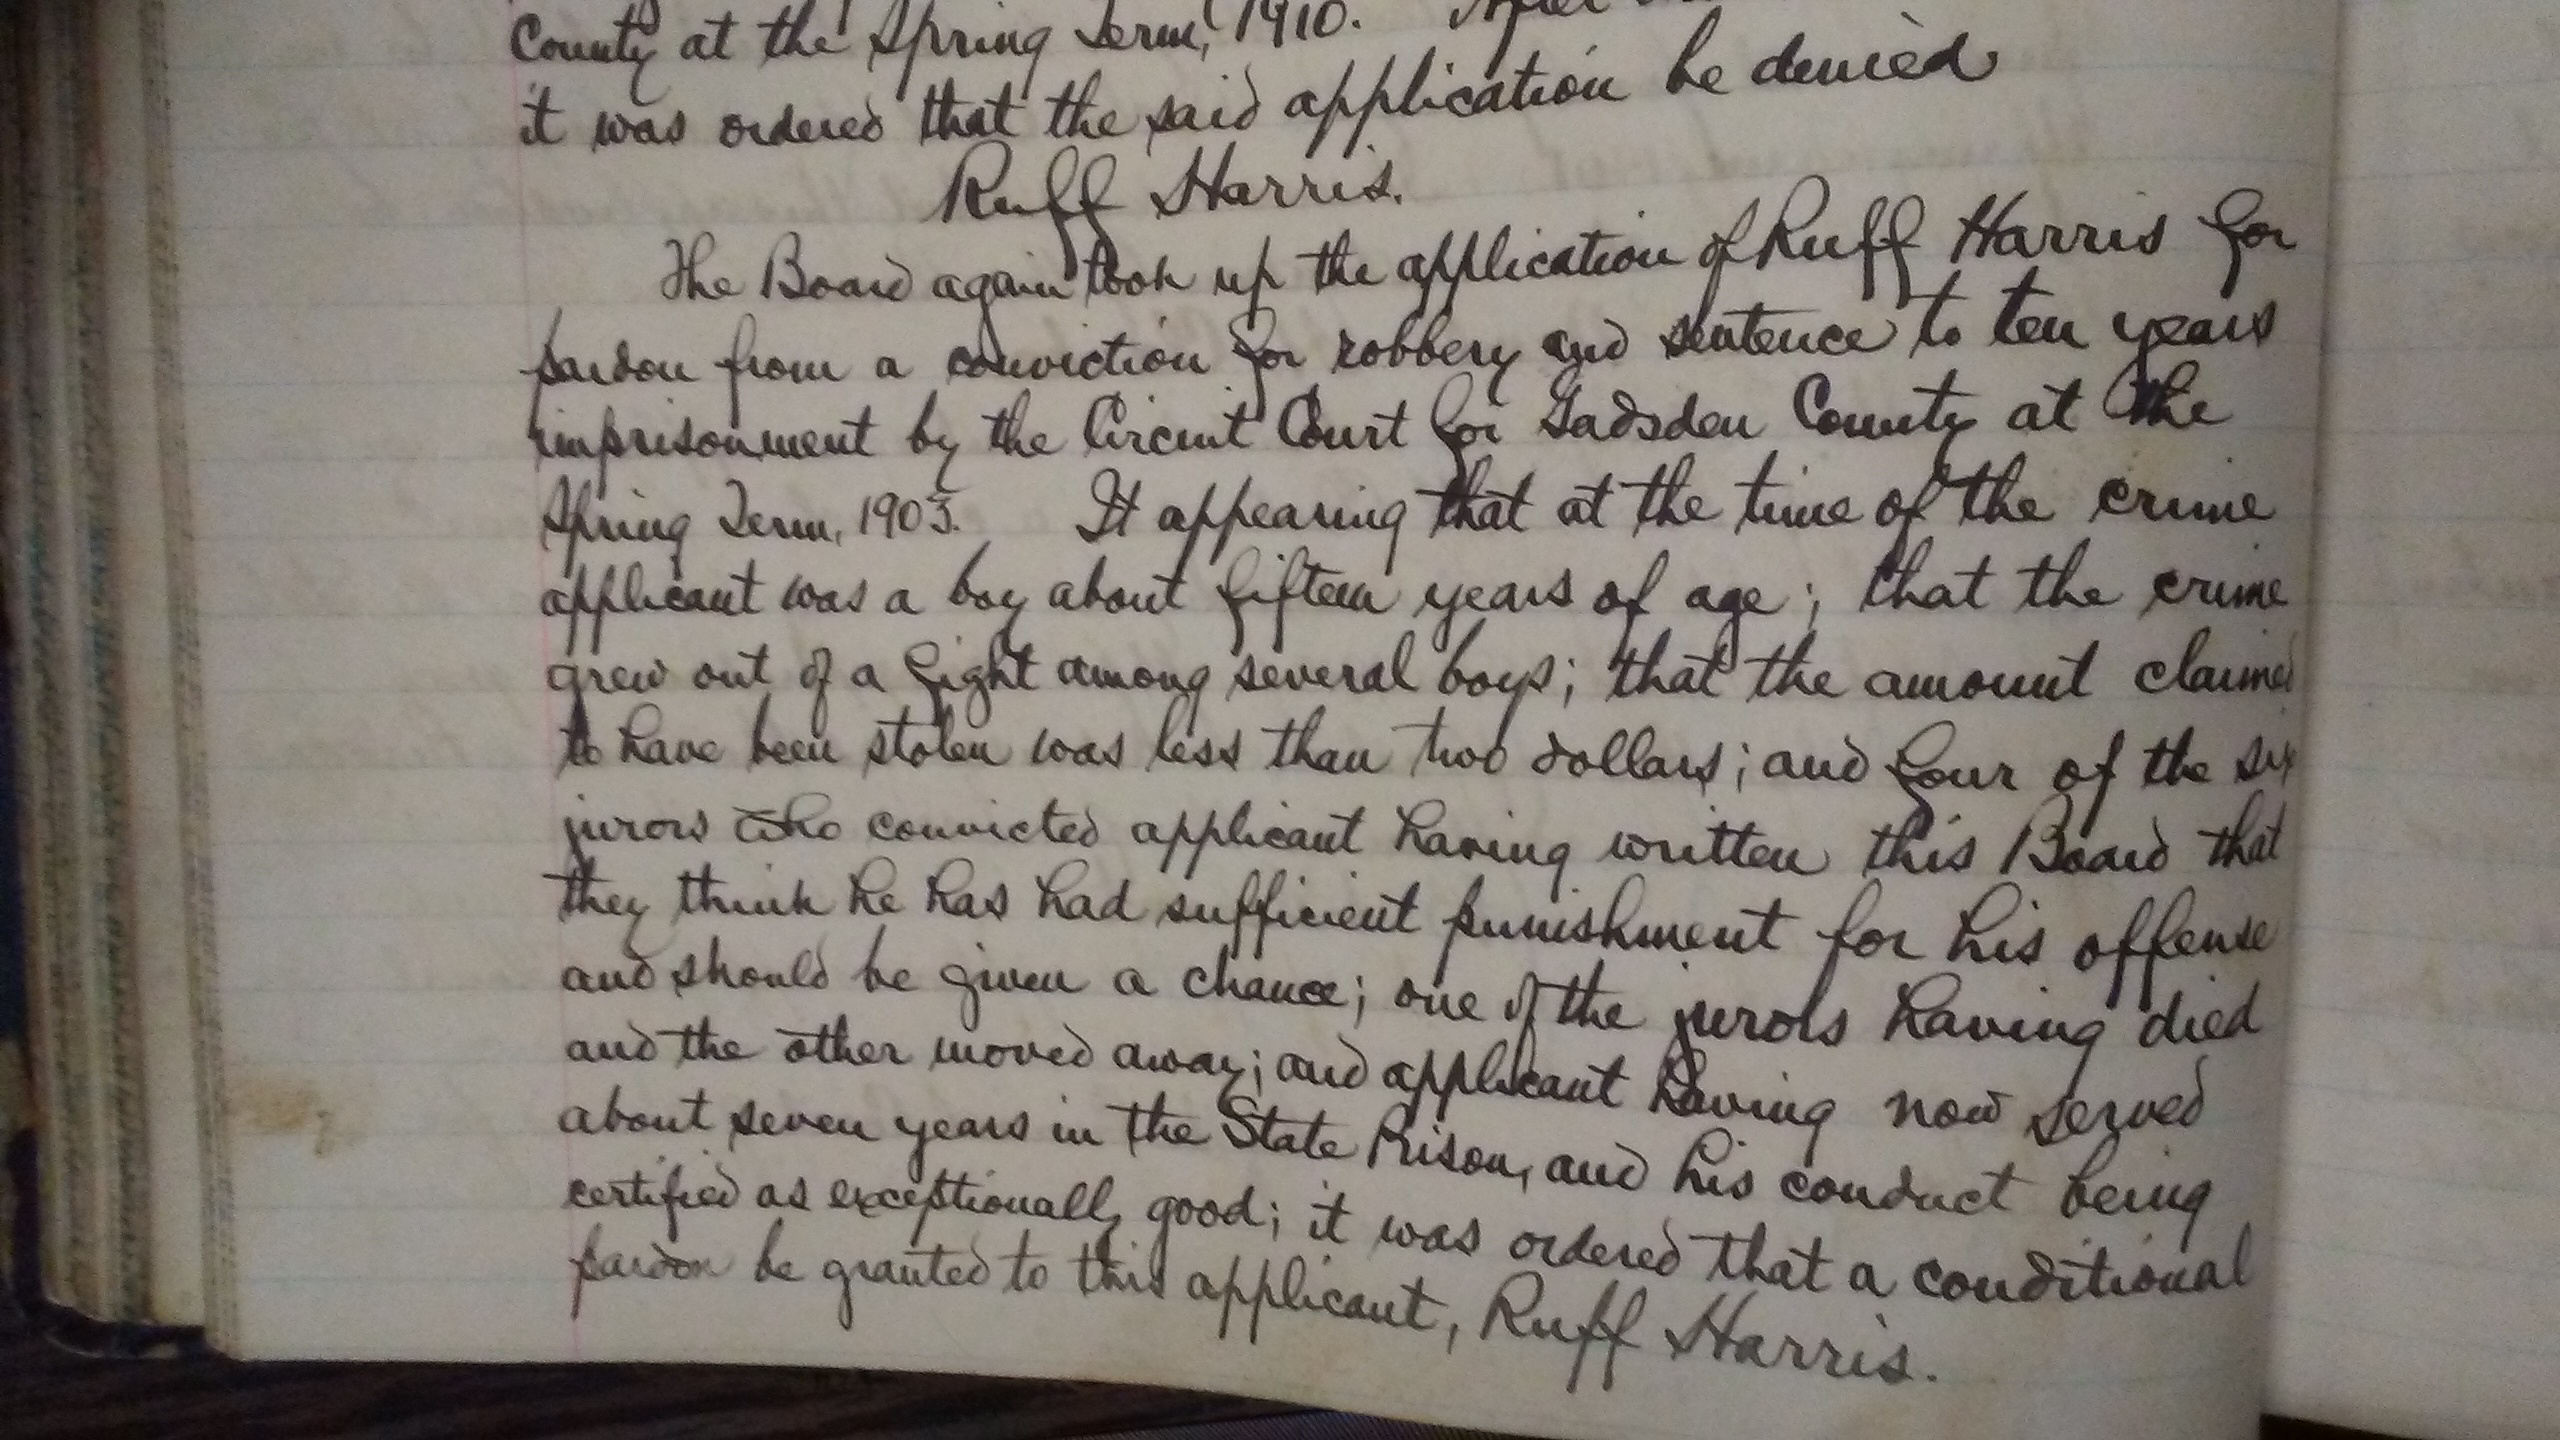 County at the Spring Term, 1910.
it was ordered that the said application be denied
Ruff Harris.
The Board again took up the application of Ruff Harris for
pardon from a conviction for robbery and sentence to ten years
imprisonment by the Circuit Court for Gadsden County at the
Spring Term, 1903. It appearing that at the time of the crime
applicant was a boy about fifteen years of age; that the crime
grew out of a fight among several boys; that the amount claimed
to have been stolen was less than two dollars; and four of the six
jurors who convicted applicant having written this Board that
they think he has had sufficient punishment for his offense
and should be given a chance; one of the jurors having died
and the other moved away; and applicant having now served
about seven years in the State Prison, and his conduct being
certified as exceptionally good; it was ordered that a conditional
pardon be granted to this applicant, Ruff Harris.